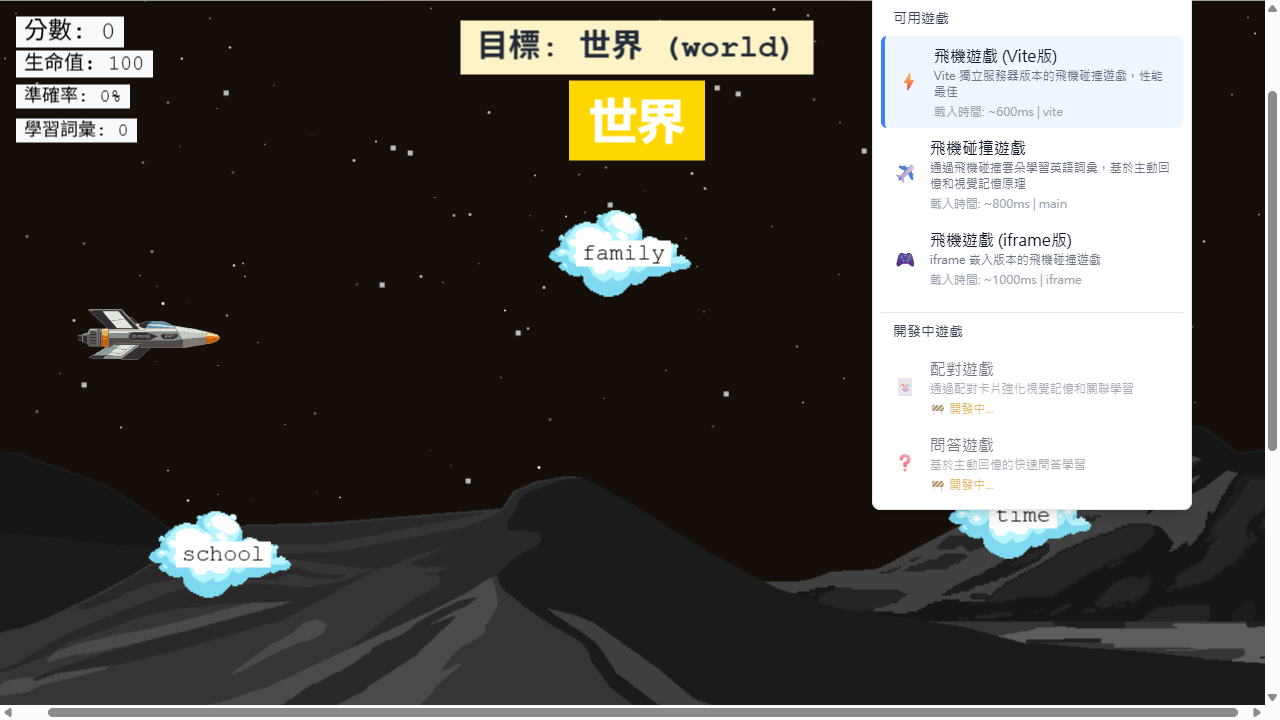 分數: 0
生命值: 100
準確率: 0%
學習詞彙: 0
目標: 世界 (world)
世界
family
school
time
可用遊戲
飛機遊戲 (Vite版)
Vite 獨立服務器版本的飛機碰撞遊戲，性能
最佳
載入時間: ~600ms | vite
飛機碰撞遊戲
通過飛機碰撞雲朵學習英語詞彙，基於主動回
憶和視覺記憶原理
載入時間: ~800ms | main
飛機遊戲 (iframe版)
iframe 嵌入版本的飛機碰撞遊戲
載入時間: ~1000ms | iframe
開發中遊戲
配對遊戲
通過配對卡片強化視覺記憶和關聯學習
開發中...
問答遊戲
基於主動回憶的快速問答學習
開發中...